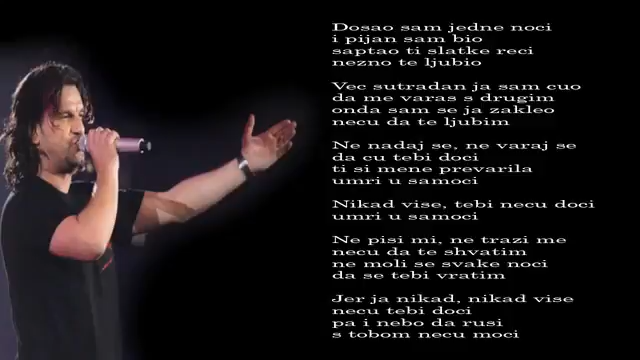 Dosao sam jedne noci
i pijan sam bio
saptao ti slatke reci
nezno te ljubio
Vec sutradan ja sam cuo
da me varas s drugim
onda sam se ja zakleo
necu da te ljubim
Ne nadaj se, ne varaj se
da cu tebi doci
ti si mene prevarila
umri u samoci
Nikad vise, tebi necu doci
umri u samoci
Ne pisi mi, ne trazi me
necu da te shvatim
ne moli se svake noci
da se tebi vratim
Jer ja nikad, nikad vise
necu tebi doci
pa i nebo da rusi
s tobom necu moci